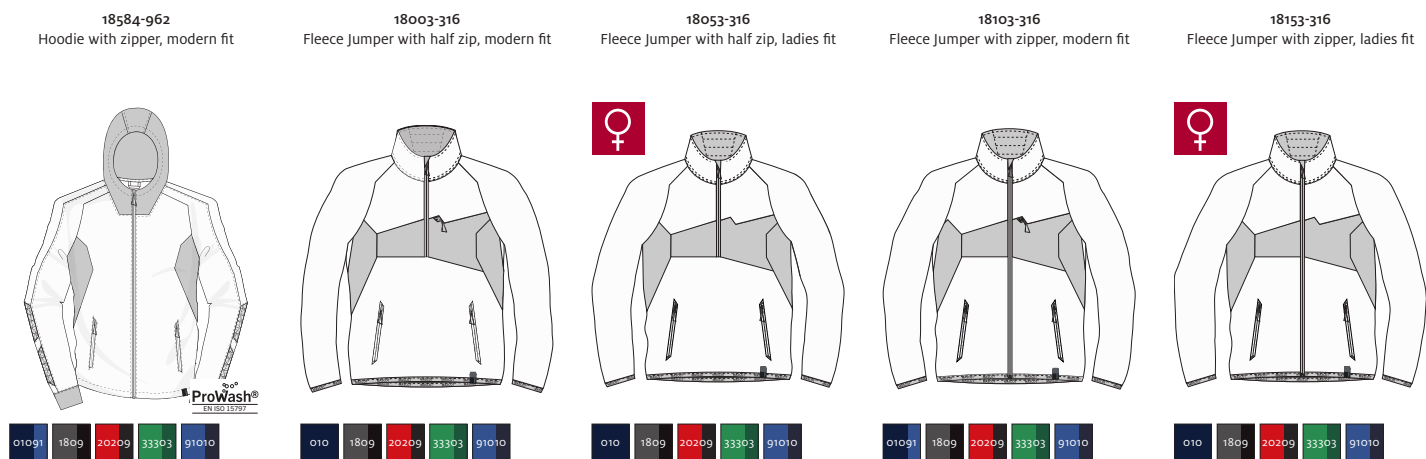 18584-962
Hoodie with zipper, modern fit
18003-316
Fleece Jumper with half zip, modern fit
18053-316
Fleece Jumper with half zip, ladies fit
18103-316
Fleece Jumper with zipper, modern fit
18153-316
Fleece Jumper with zipper, ladies fit
ProWash®
EN ISO 15797
01091 1809 20209 33303 91010
010 1809 20209 33303 91010
010 1809 20209 33303 91010
01091 1809 20209 33303 91010
010 1809 20209 33303 91010